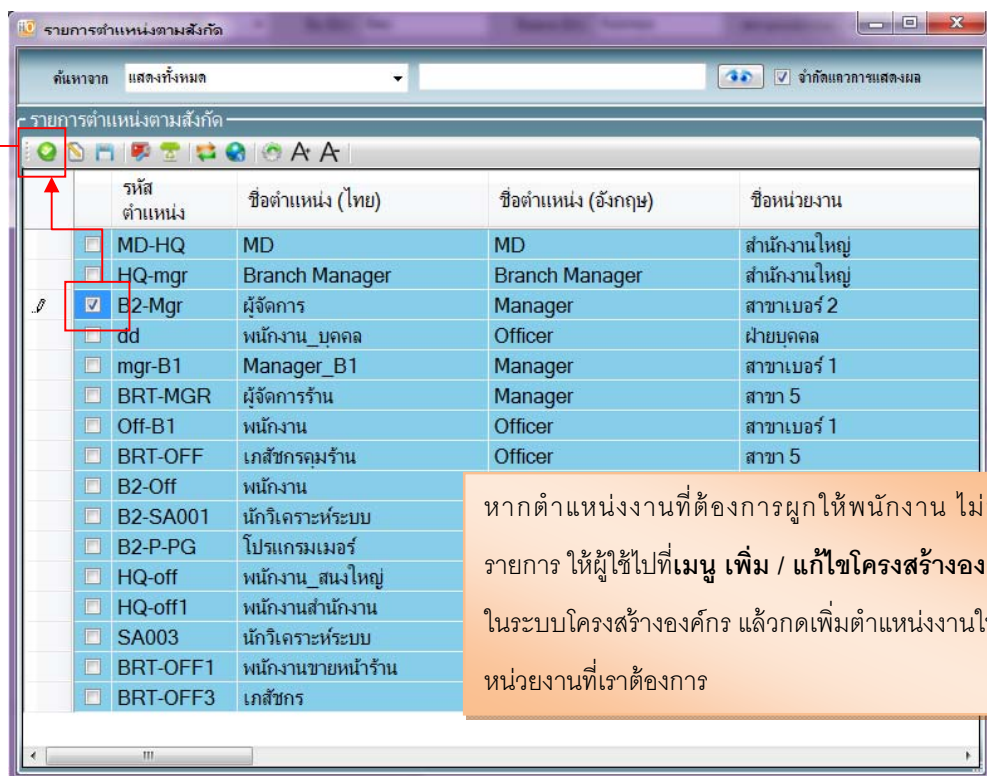 รายการตำแหน่งตามสังกัด
ค้นหาจาก แสดงทั้งหมด จำกัดแถวการแสดงผล
รายการตำแหน่งตามสังกัด
A+ A-
รหัสตำแหน่ง ชื่อตำแหน่ง (ไทย) ชื่อตำแหน่ง (อังกฤษ) ชื่อหน่วยงาน
MD-HQ MD MD สำนักงานใหญ่
HQ-mgr Branch Manager Branch Manager สำนักงานใหญ่
B2-Mgr ผู้จัดการ Manager สาขาเบอร์ 2
dd พนักงาน_บุคคล Officer ฝ่ายบุคคล
mgr-B1 Manager_B1 Manager สาขาเบอร์ 1
BRT-MGR ผู้จัดการร้าน Manager สาขา 5
Off-B1 พนักงาน Officer สาขาเบอร์ 1
BRT-OFF เภสัชกรคุมร้าน Officer สาขา 5
B2-Off พนักงาน
B2-SA001 นักวิเคราะห์ระบบ
B2-P-PG โปรแกรมเมอร์
HQ-off พนักงาน_สนงใหญ่
HQ-off1 พนักงานสำนักงาน
SA003 นักวิเคราะห์ระบบ
BRT-OFF1 พนักงานขายหน้าร้าน
BRT-OFF3 เภสัชกร
หากตำแหน่งงานที่ต้องการผูกให้พนักงาน ไม่
รายการ ให้ผู้ใช้ไปที่เมนู เพิ่ม / แก้ไขโครงสร้างอง
ในระบบโครงสร้างองค์กร แล้วกดเพิ่มตำแหน่งงานใ
หน่วยงานที่เราต้องการ